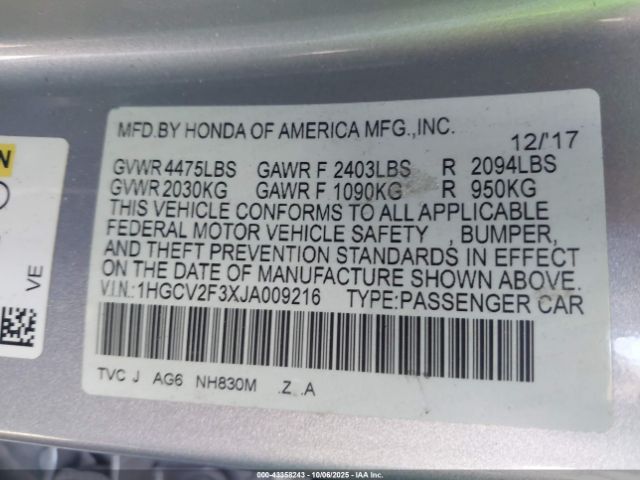 MFD.BY HONDA OF AMERICA MFG.,INC.
12/'17
GVWR 4475LBS GAWR F 2403LBS R 2094LBS
GVWR 2030KG GAWR F 1090KG R 950KG
THIS VEHICLE CONFORMS TO ALL APPLICABLE
FEDERAL MOTOR VEHICLE SAFETY , BUMPER,
AND THEFT PREVENTION STANDARDS IN EFFECT
ON THE DATE OF MANUFACTURE SHOWN ABOVE.
V.I.N.:1HGCV2F3XJA009216 TYPE:PASSENGER CAR
TVC J AG6 NH830M .Z .A
VE
© 000-43358243 - 10/06/2025 - IAA, Inc.